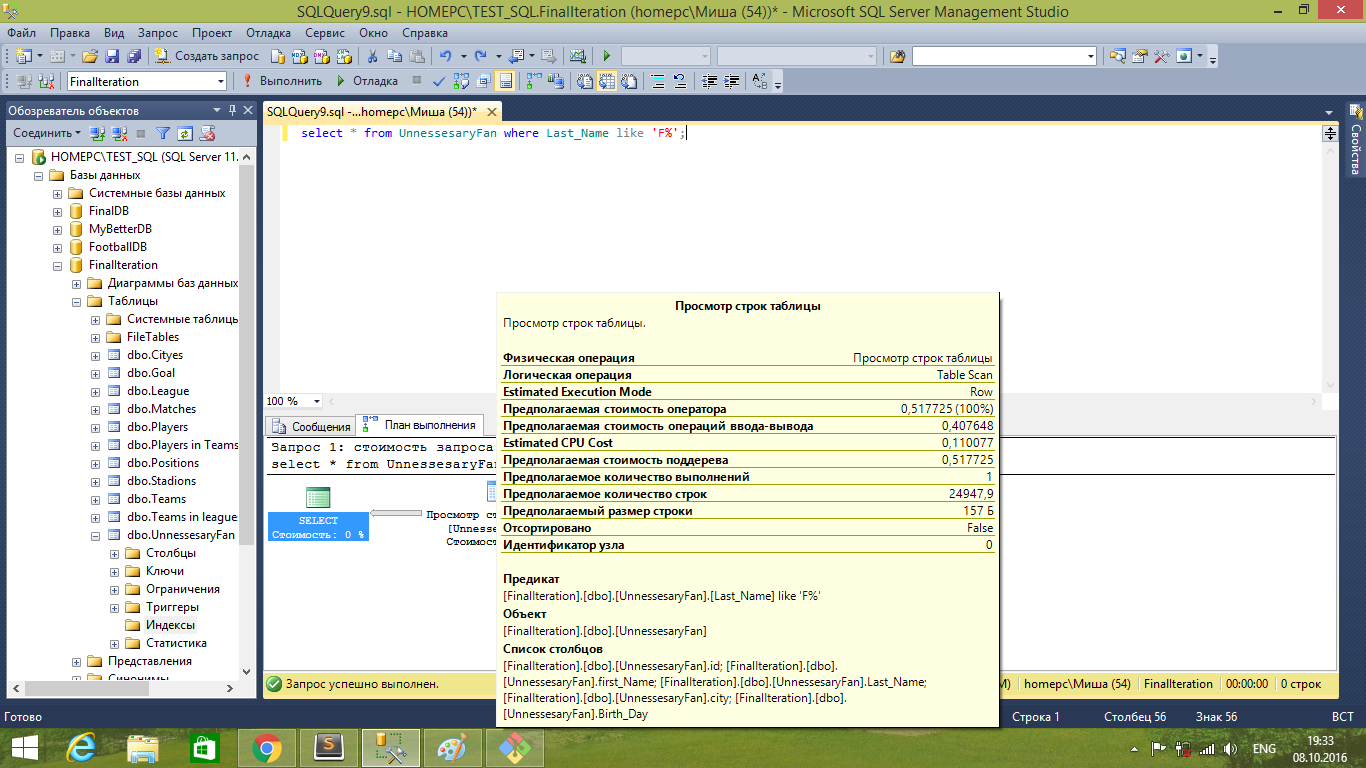 SQLQuery9.sql - HOMEPC\TEST_SQL.FinalIteration (homepc\Миша (54))* - Microsoft SQL Server Management Studio
Файл Правка Вид Запрос Проект Отладка Сервис Окно Справка
Создать запрос
FinalIteration
Выполнить Отладка
Обозреватель объектов
SQLQuery9.sql -...homepc\Миша (54))*
Соединить
select * from UnnessesaryFan where Last_Name like 'F%';
Свойства
HOMEPC\TEST_SQL (SQL Server 11.
Базы данных
Системные базы данных
FinalDB
MyBetterDB
FootballDB
FinalIteration
Диаграммы баз данных
Таблицы
Системные таблицы
FileTables
dbo.Cityes
dbo.Goal
dbo.League
dbo.Matches
dbo.Players
dbo.Players in Teams
dbo.Positions
dbo.Stadions
dbo.Teams
dbo.Teams in league
dbo.UnnessesaryFan
Столбцы
Ключи
Ограничения
Триггеры
Индексы
Статистика
Представления
Синонимы
100 %
Сообщения План выполнения
Запрос 1: стоимость запроса
select * from UnnessesaryFan
SELECT
Стоимость: 0 %
Просмотр ст
[Unnesse
Стоимост
Просмотр строк таблицы
Просмотр строк таблицы.
Физическая операция Просмотр строк таблицы
Логическая операция Table Scan
Estimated Execution Mode Row
Предполагаемая стоимость оператора 0,517725 (100%)
Предполагаемая стоимость операций ввода-вывода 0,407648
Estimated CPU Cost 0,110077
Предполагаемая стоимость поддерева 0,517725
Предполагаемое количество выполнений 1
Предполагаемое количество строк 24947,9
Предполагаемый размер строки 157 Б
Отсортировано False
Идентификатор узла 0
Предикат
[FinalIteration].[dbo].[UnnessesaryFan].[Last_Name] like 'F%'
Объект
[FinalIteration].[dbo].[UnnessesaryFan]
Список столбцов
[FinalIteration].[dbo].[UnnessesaryFan].id; [FinalIteration].[dbo].
[UnnessesaryFan].first_Name; [FinalIteration].[dbo].[UnnessesaryFan].Last_Name;
[FinalIteration].[dbo].[UnnessesaryFan].city; [FinalIteration].[dbo].
[UnnessesaryFan].Birth_Day
Запрос успешно выполнен.
M) homepc\Миша (54) FinalIteration 00:00:00 0 строк
Готово Строка 1 Столбец 56 Знак 56 ВСТ
ENG
19:33
08.10.2016